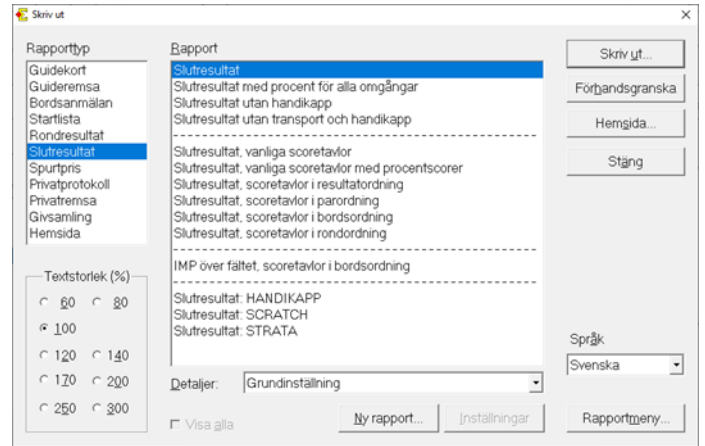 Skriv ut
Rapporttyp
Guidekort
Guideremsa
Bordsanmälan
Startlista
Rondresultat
Slutresultat
Spurtpris
Privatprotokoll
Privatremsa
Givsamling
Hemsida
Textstorlek (%)
60 80
100
120 140
170 200
250 300
Rapport
Slutresultat
Slutresultat med procent för alla omgångar
Slutresultat utan handikapp
Slutresultat utan transport och handikapp
Slutresultat, vanliga scoretavlor
Slutresultat, vanliga scoretavlor med procentscorer
Slutresultat, scoretavlor i resultatordning
Slutresultat, scoretavlor i parordning
Slutresultat, scoretavlor i bordsordning
Slutresultat, scoretavlor i rondordning
IMP över fältet, scoretavlor i bordsordning
Slutresultat: HANDIKAPP
Slutresultat: SCRATCH
Slutresultat: STRATA
Detaljer: Grundinställning
Visa alla
Ny rapport...
Inställningar
Skriv ut...
Förhandsgranska
Hemsida...
Stäng
Språk
Svenska
Rapportmeny...